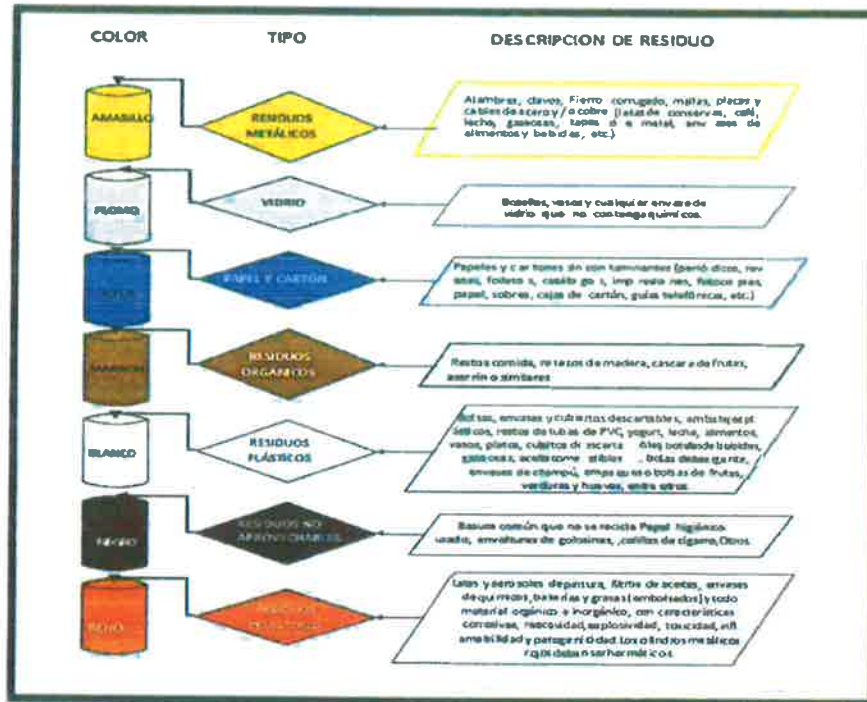 COLOR TIPO DESCRIPCION DE RESIDUO
AMARILLO
RESIDUOS
METÁLICOS
Alambres, clavos, Fierro corrugado, mallas, placas y
cables de acero y/o cobre (latas de conservas, café,
leche, gaseosas, tapas de metal, envases de
alimentos y bebidas, etc.)
PLOMO
VIDRIO
Botellas, vasos y cualquier envase de
vidrio que no contenga químicos.
PAPEL Y CARTÓN
Papeles y cartones sin contaminantes (periódicos, rev
istas, folletos, catálogos, impresiones, fotocopias,
papel, sobres, cajas de cartón, guías telefónicas, etc.)
MARRON
RESIDUOS
ORGÁNICOS
Restos comida, retazos de madera, cascara de frutas,
aserrín o similares
BLANCO
RESIDUOS
PLÁSTICOS
Bolsas, envases y cubiertos descartables, embalajes pl
ásticos, restos de tubos de PVC, yogurt, leche, alimentos,
vasos, platos, cubiertos botellas de bebidas,
gaseosas, aceite comestibles
envases de champú, empaques o bolsas de frutas,
verduras y huevos, entre otros
NEGRO
RESIDUOS NO
APROVECHABLES
Basura común que no se recicla Papel higiénico
usado, envolturas de golosinas, ,colillas de cigarro,Otros.
ROJO
RESIDUOS
Latas y aerosoles de pintura, filtros de aceites, envases
de químicos, baterías y grasas (embolsados) y todo
material orgánico e inorgánico, con características
corrosivas, reactividad, explosividad, toxicidad, infl
amabilidad y patogenicidad. Los cilindros metálicos
rojos deben ser herméticos